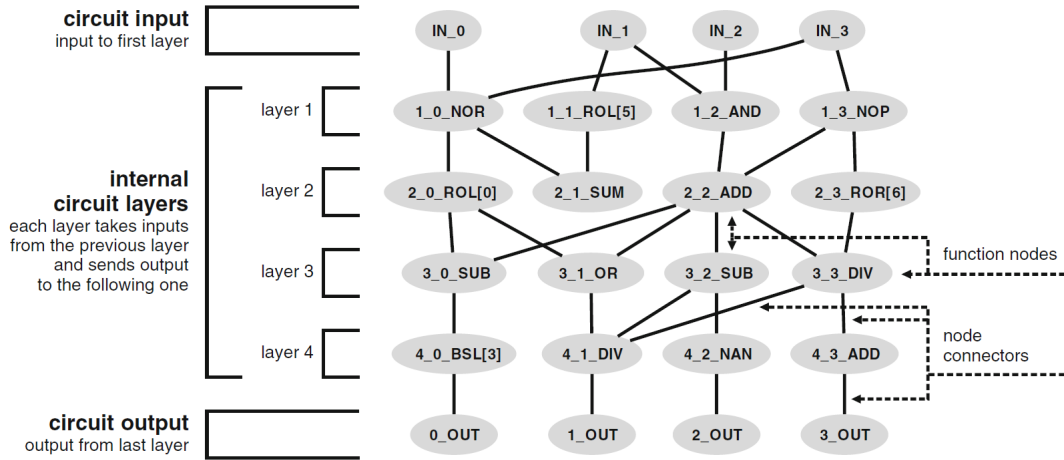 circuit input
input to first layer
IN_0
IN_1
IN_2
IN_3
layer 1
1_0_NOR
1_1_ROL[5]
1_2_AND
1_3_NOP
internal
circuit layers
each layer takes inputs
from the previous layer
and sends output
to the following one
layer 2
2_0_ROL[0]
2_1_SUM
2_2_ADD
2_3_ROR[6]
function nodes
layer 3
3_0_SUB
3_1_OR
3_2_SUB
3_3_DIV
node
connectors
layer 4
4_0_BSL[3]
4_1_DIV
4_2_NAN
4_3_ADD
circuit output
output from last layer
0_OUT
1_OUT
2_OUT
3_OUT